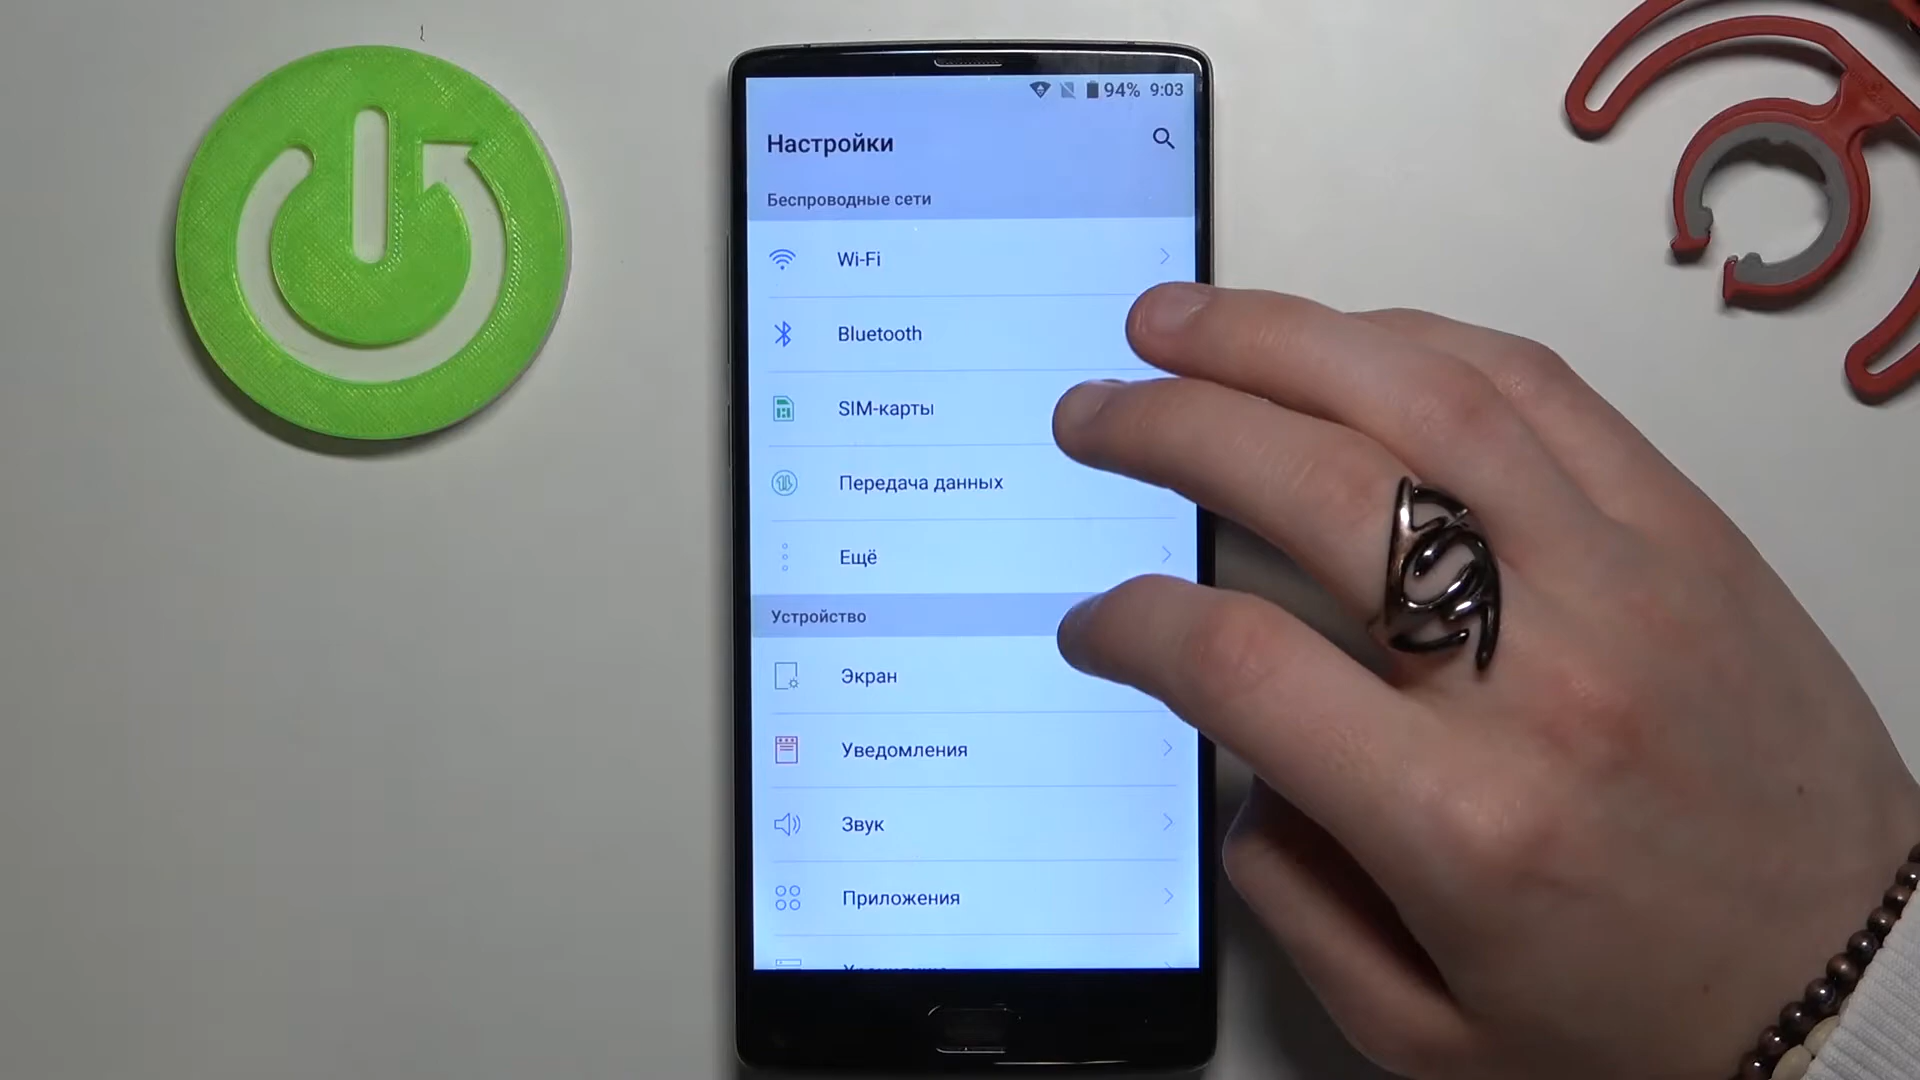 94% 9:03
Настройки
Беспроводные сети
Wi-Fi
Bluetooth
SIM-карты
Передача данных
Ещё
Устройство
Экран
Уведомления
Звук
Приложения